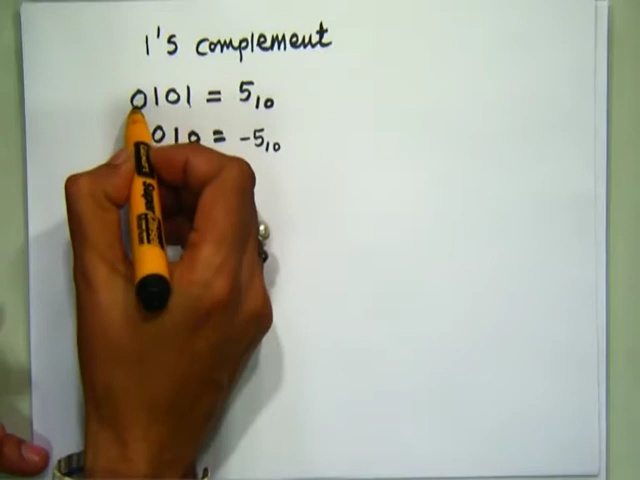 1's complement
0101 = 5₁₀
010 = -5₁₀